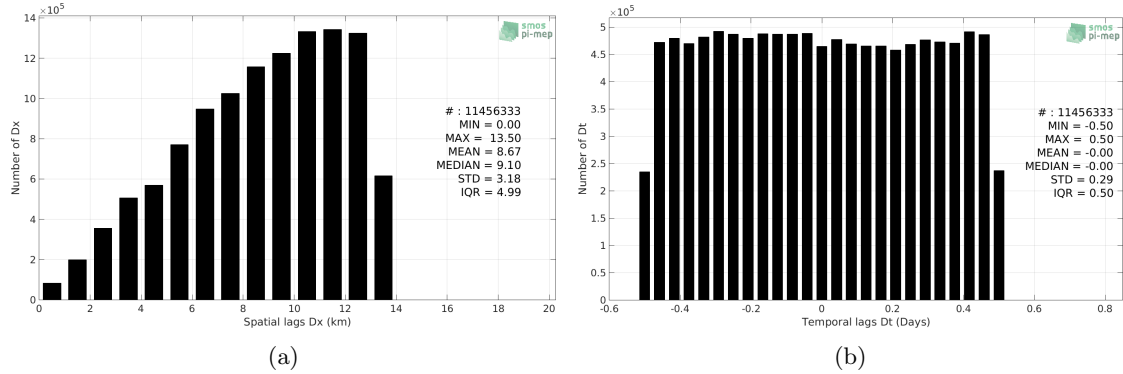 ×10^5
14
12
10
8
6
4
2
0
Number of Dx
0 2 4 6 8 10 12 14 16 18 20
Spatial lags Dx (km)
smos
pi-mep
# : 11456333
MIN = 0.00
MAX = 13.50
MEAN = 8.67
MEDIAN = 9.10
STD = 3.18
IQR = 4.99
(a)
×10^5
5
4.5
4
3.5
3
2.5
2
1.5
1
0.5
0
Number of Dt
-0.6 -0.4 -0.2 0 0.2 0.4 0.6 0.8
Temporal lags Dt (Days)
smos
pi-mep
# : 11456333
MIN = -0.50
MAX = 0.50
MEAN = -0.00
MEDIAN = -0.00
STD = 0.29
IQR = 0.50
(b)